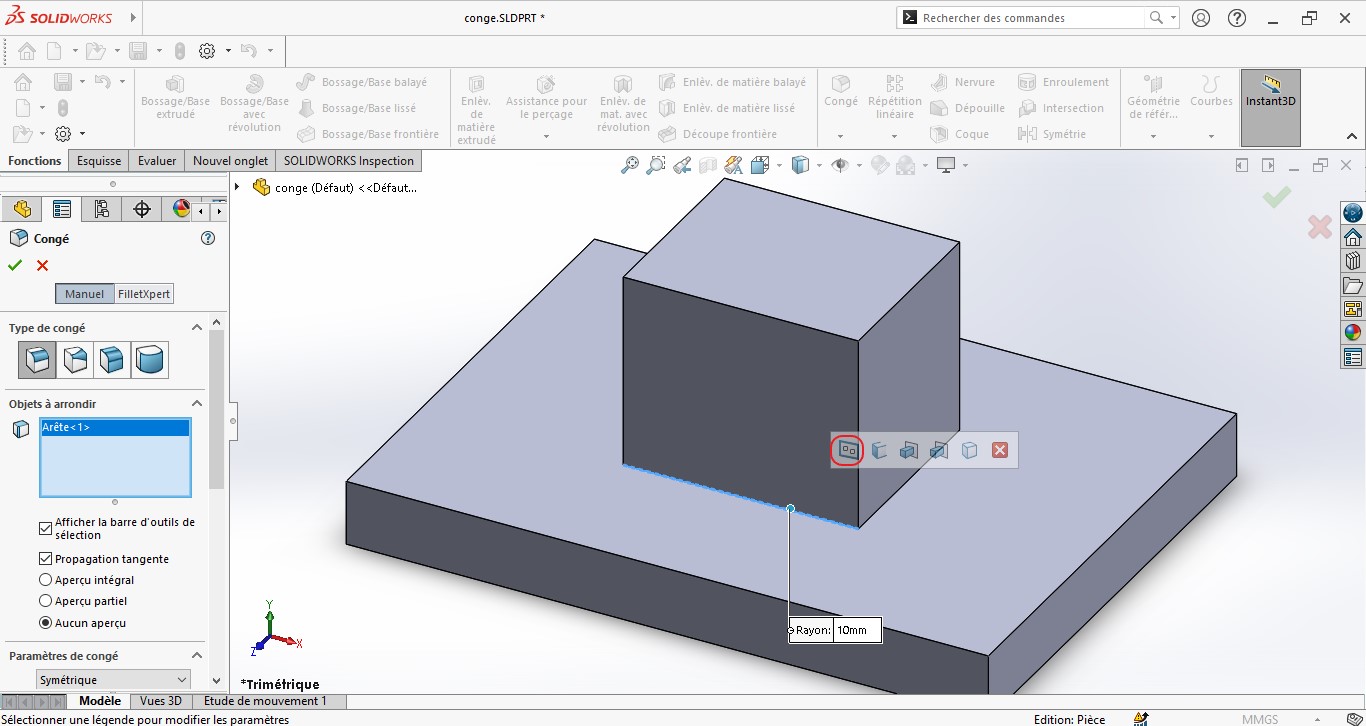 SOLIDWORKS
conge.SLDPRT *
Rechercher des commandes
Bossage/Base
extrudé
Bossage/Base
avec
révolution
Bossage/Base balayé
Bossage/Base lissé
Bossage/Base frontière
Enlèv.
de
matière
extrudé
Assistance pour
le perçage
Enlèv. de
mat. avec
révolution
Enlèv. de matière balayé
Enlèv. de matière lissé
Découpe frontière
Congé
Répétition
linéaire
Nervure
Dépouille
Coque
Enroulement
Intersection
Symétrie
Géométrie
de référ...
Courbes
Instant3D
Fonctions
Esquisse
Evaluer
Nouvel onglet
SOLIDWORKS Inspection
conge (Défaut) <<Défaut...
Congé
Manuel
FilletXpert
Type de congé
Objets à arrondir
Arête<1>
Afficher la barre d'outils de
sélection
Propagation tangente
Aperçu intégral
Aperçu partiel
Aucun aperçu
Paramètres de congé
Symétrique
Rayon: 10mm
Y
X
Z
*Trimétrique
Modèle
Vues 3D
Etude de mouvement 1
Sélectionner une légende pour modifier les paramètres
Edition: Pièce
MMGS